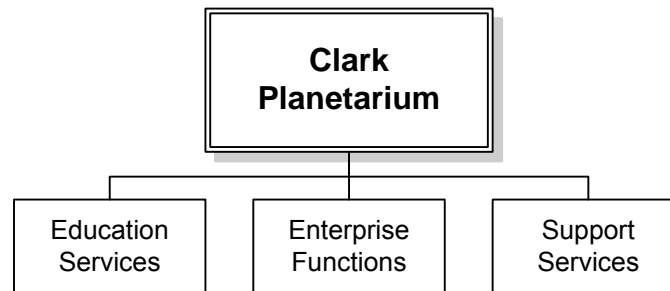 Clark
Planetarium
Education
Services
Enterprise
Functions
Support
Services